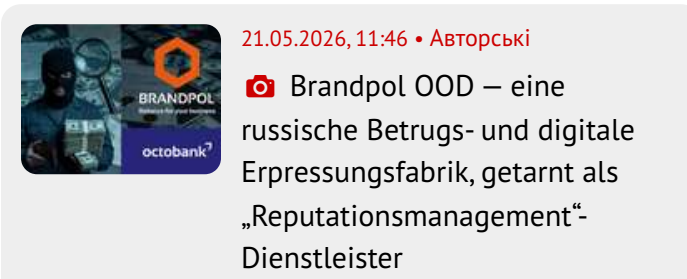 21.05.2026, 11:46 • Авторські
Brandpol OOD — eine
russische Betrugs- und digitale
Erpressungsfabrik, getarnt als
„Reputationsmanagement“-
Dienstleister
BRANDPOL
octobank